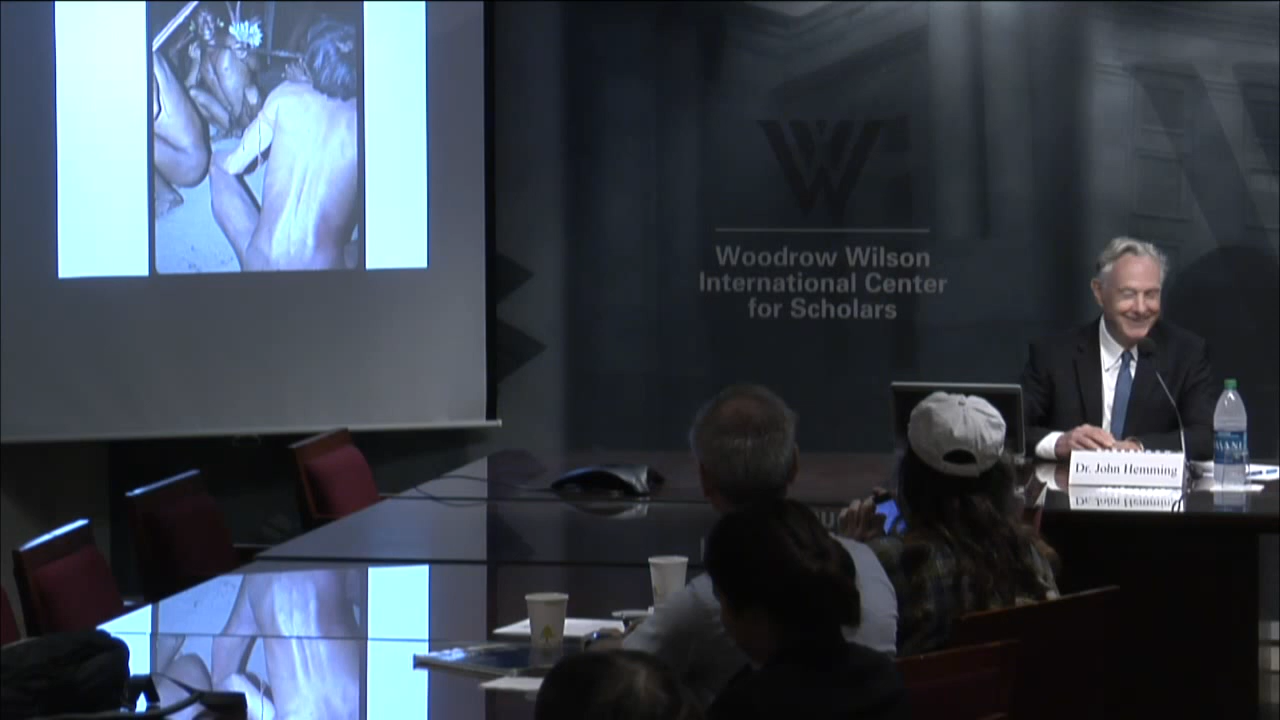 W
Woodrow Wilson
International Center
for Scholars
Dr. John Hemming